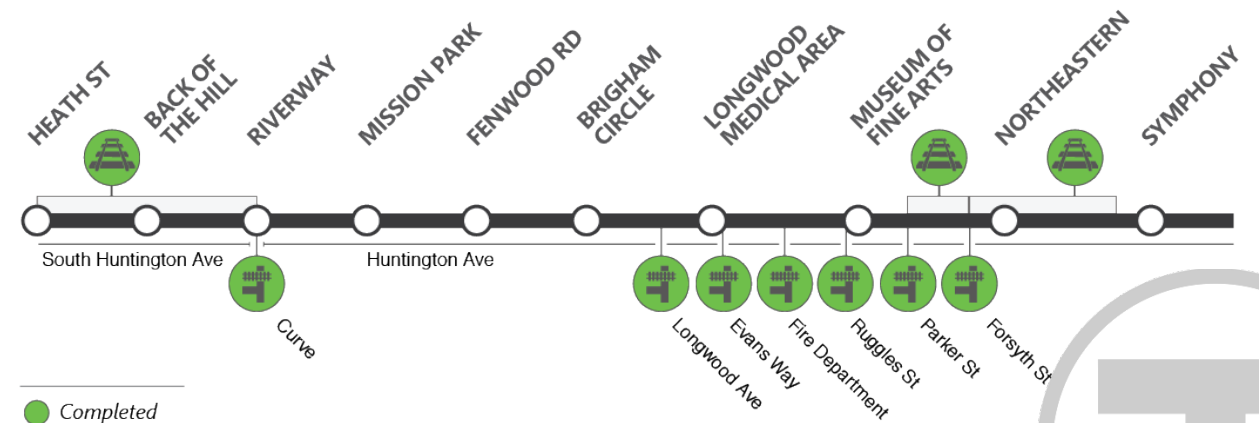 HEATH ST
BACK OF
THE HILL
RIVERWAY
MISSION PARK
FENWOOD RD
BRIGHAM
CIRCLE
LONGWOOD
MEDICAL AREA
MUSEUM OF
FINE ARTS
NORTHEASTERN
SYMPHONY
South Huntington Ave
Huntington Ave
Curve
Longwood Ave
Evans Way
Fire Department
Ruggles St
Parker St
Forsyth St
Completed